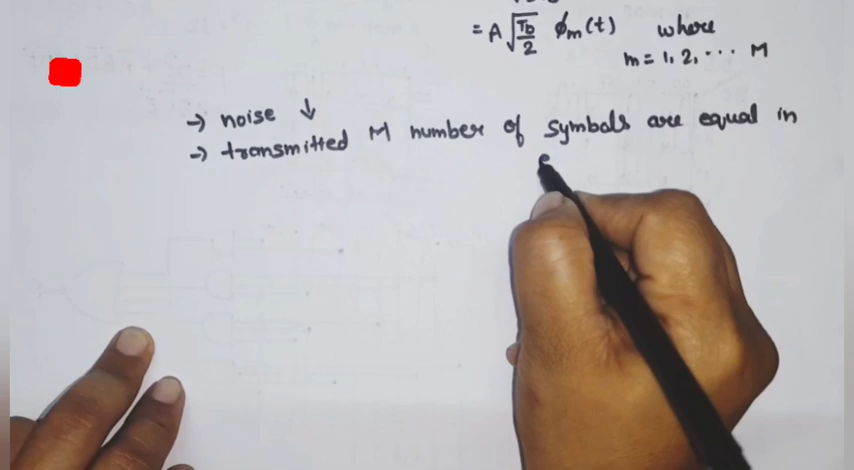 = A √(Tb/2) ϕm(t) where
m = 1, 2, ... M
→ noise ↓
→ transmitted M number of symbols are equal in
e